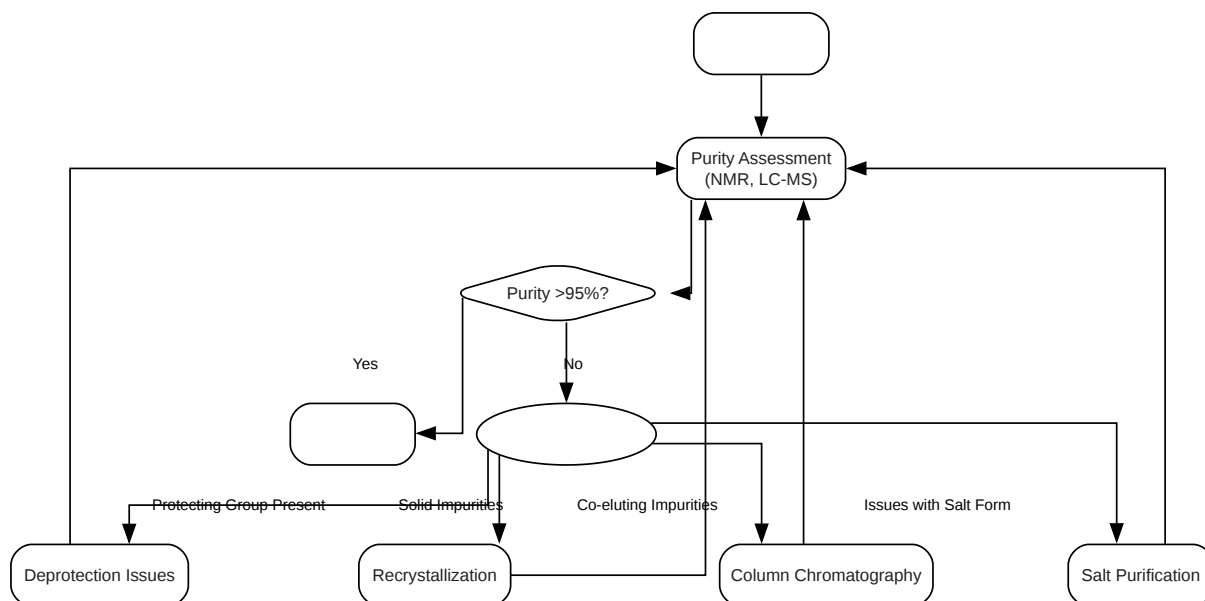 Purity Assessment
(NMR, LC-MS)
Purity >95%?
Yes
No
Protecting Group Present
Solid Impurities
Co-eluting Impurities
Issues with Salt Form
Deprotection Issues
Recrystallization
Column Chromatography
Salt Purification